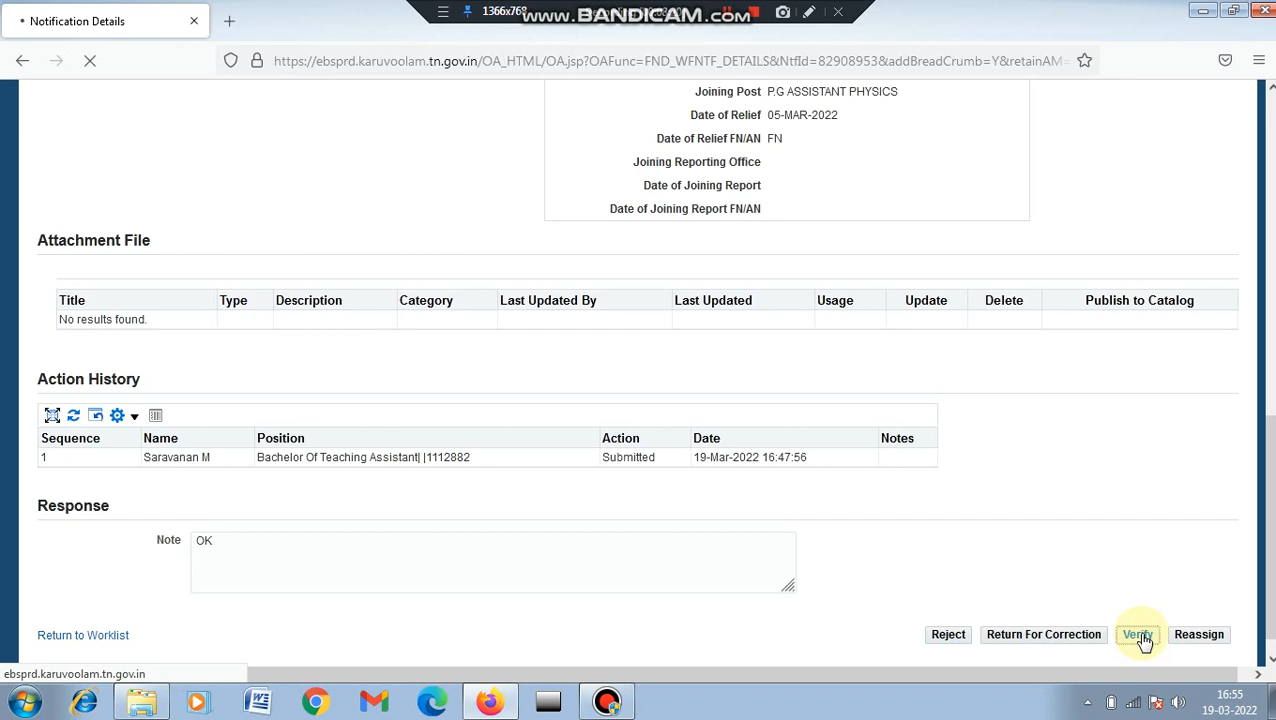 Notification Details
1366x768
www.BANDICAM.com
https://ebsprd.karuvoolam.tn.gov.in/OA_HTML/OA.jsp?OAFunc=FND_WFNTF_DETAILS&NtfId=82908953&addBreadCrumb=Y&retainAM=
Joining Post P.G ASSISTANT PHYSICS
Date of Relief 05-MAR-2022
Date of Relief FN/AN FN
Joining Reporting Office
Date of Joining Report
Date of Joining Report FN/AN
Attachment File
Title Type Description Category Last Updated By Last Updated Usage Update Delete Publish to Catalog
No results found.
Action History
Sequence Name Position Action Date Notes
1 Saravanan M Bachelor Of Teaching Assistant| |1112882 Submitted 19-Mar-2022 16:47:56
Response
Note OK
Return to Worklist Reject Return For Correction Verify Reassign
ebsprd.karuvoolam.tn.gov.in
16:55
19-03-2022